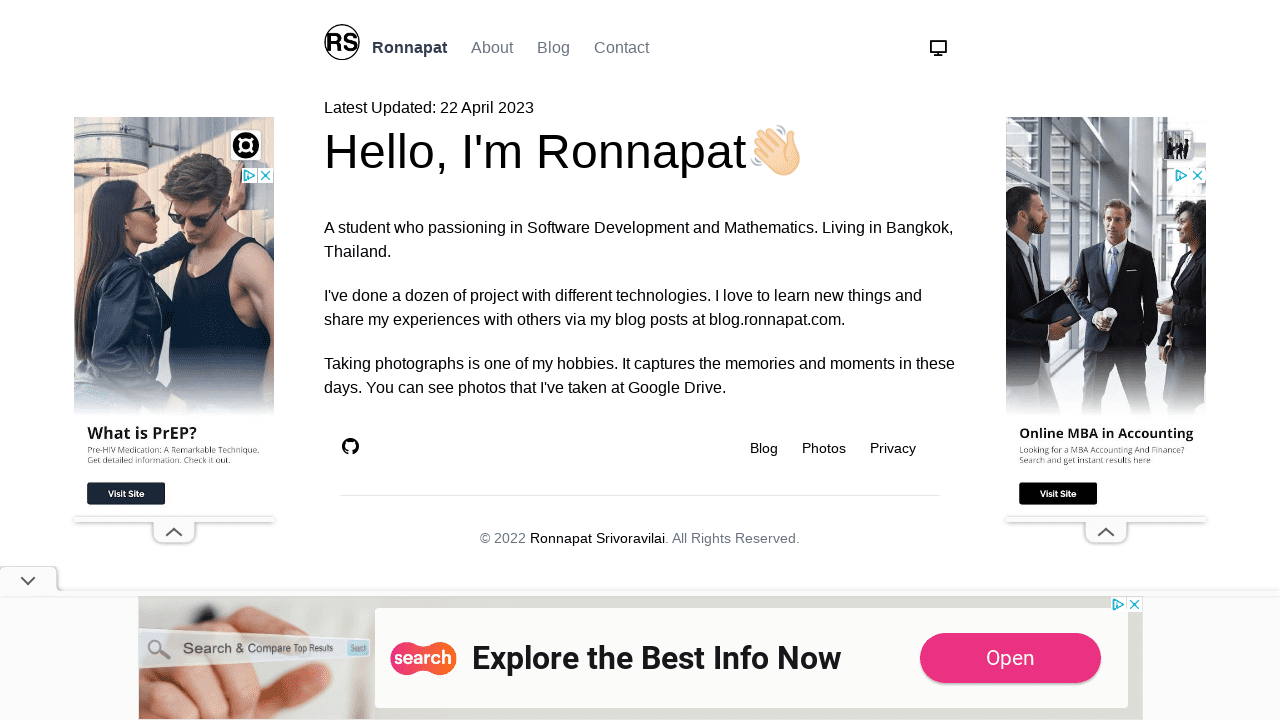 RS Ronnapat About Blog Contact
Latest Updated: 22 April 2023
Hello, I'm Ronnapat👋🏻
A student who passioning in Software Development and Mathematics. Living in Bangkok,
Thailand.
I've done a dozen of project with different technologies. I love to learn new things and
share my experiences with others via my blog posts at blog.ronnapat.com.
Taking photographs is one of my hobbies. It captures the memories and moments in these
days. You can see photos that I've taken at Google Drive.
Blog Photos Privacy
© 2022 Ronnapat Srivoravilai. All Rights Reserved.
What is PrEP?
Pre-HIV Medication: A Remarkable Technique.
Get detailed information. Check it out.
Visit Site
Online MBA in Accounting
Looking for a MBA Accounting And Finance?
Search and get instant results here
Visit Site
Search & Compare Top Results Search
search Explore the Best Info Now Open